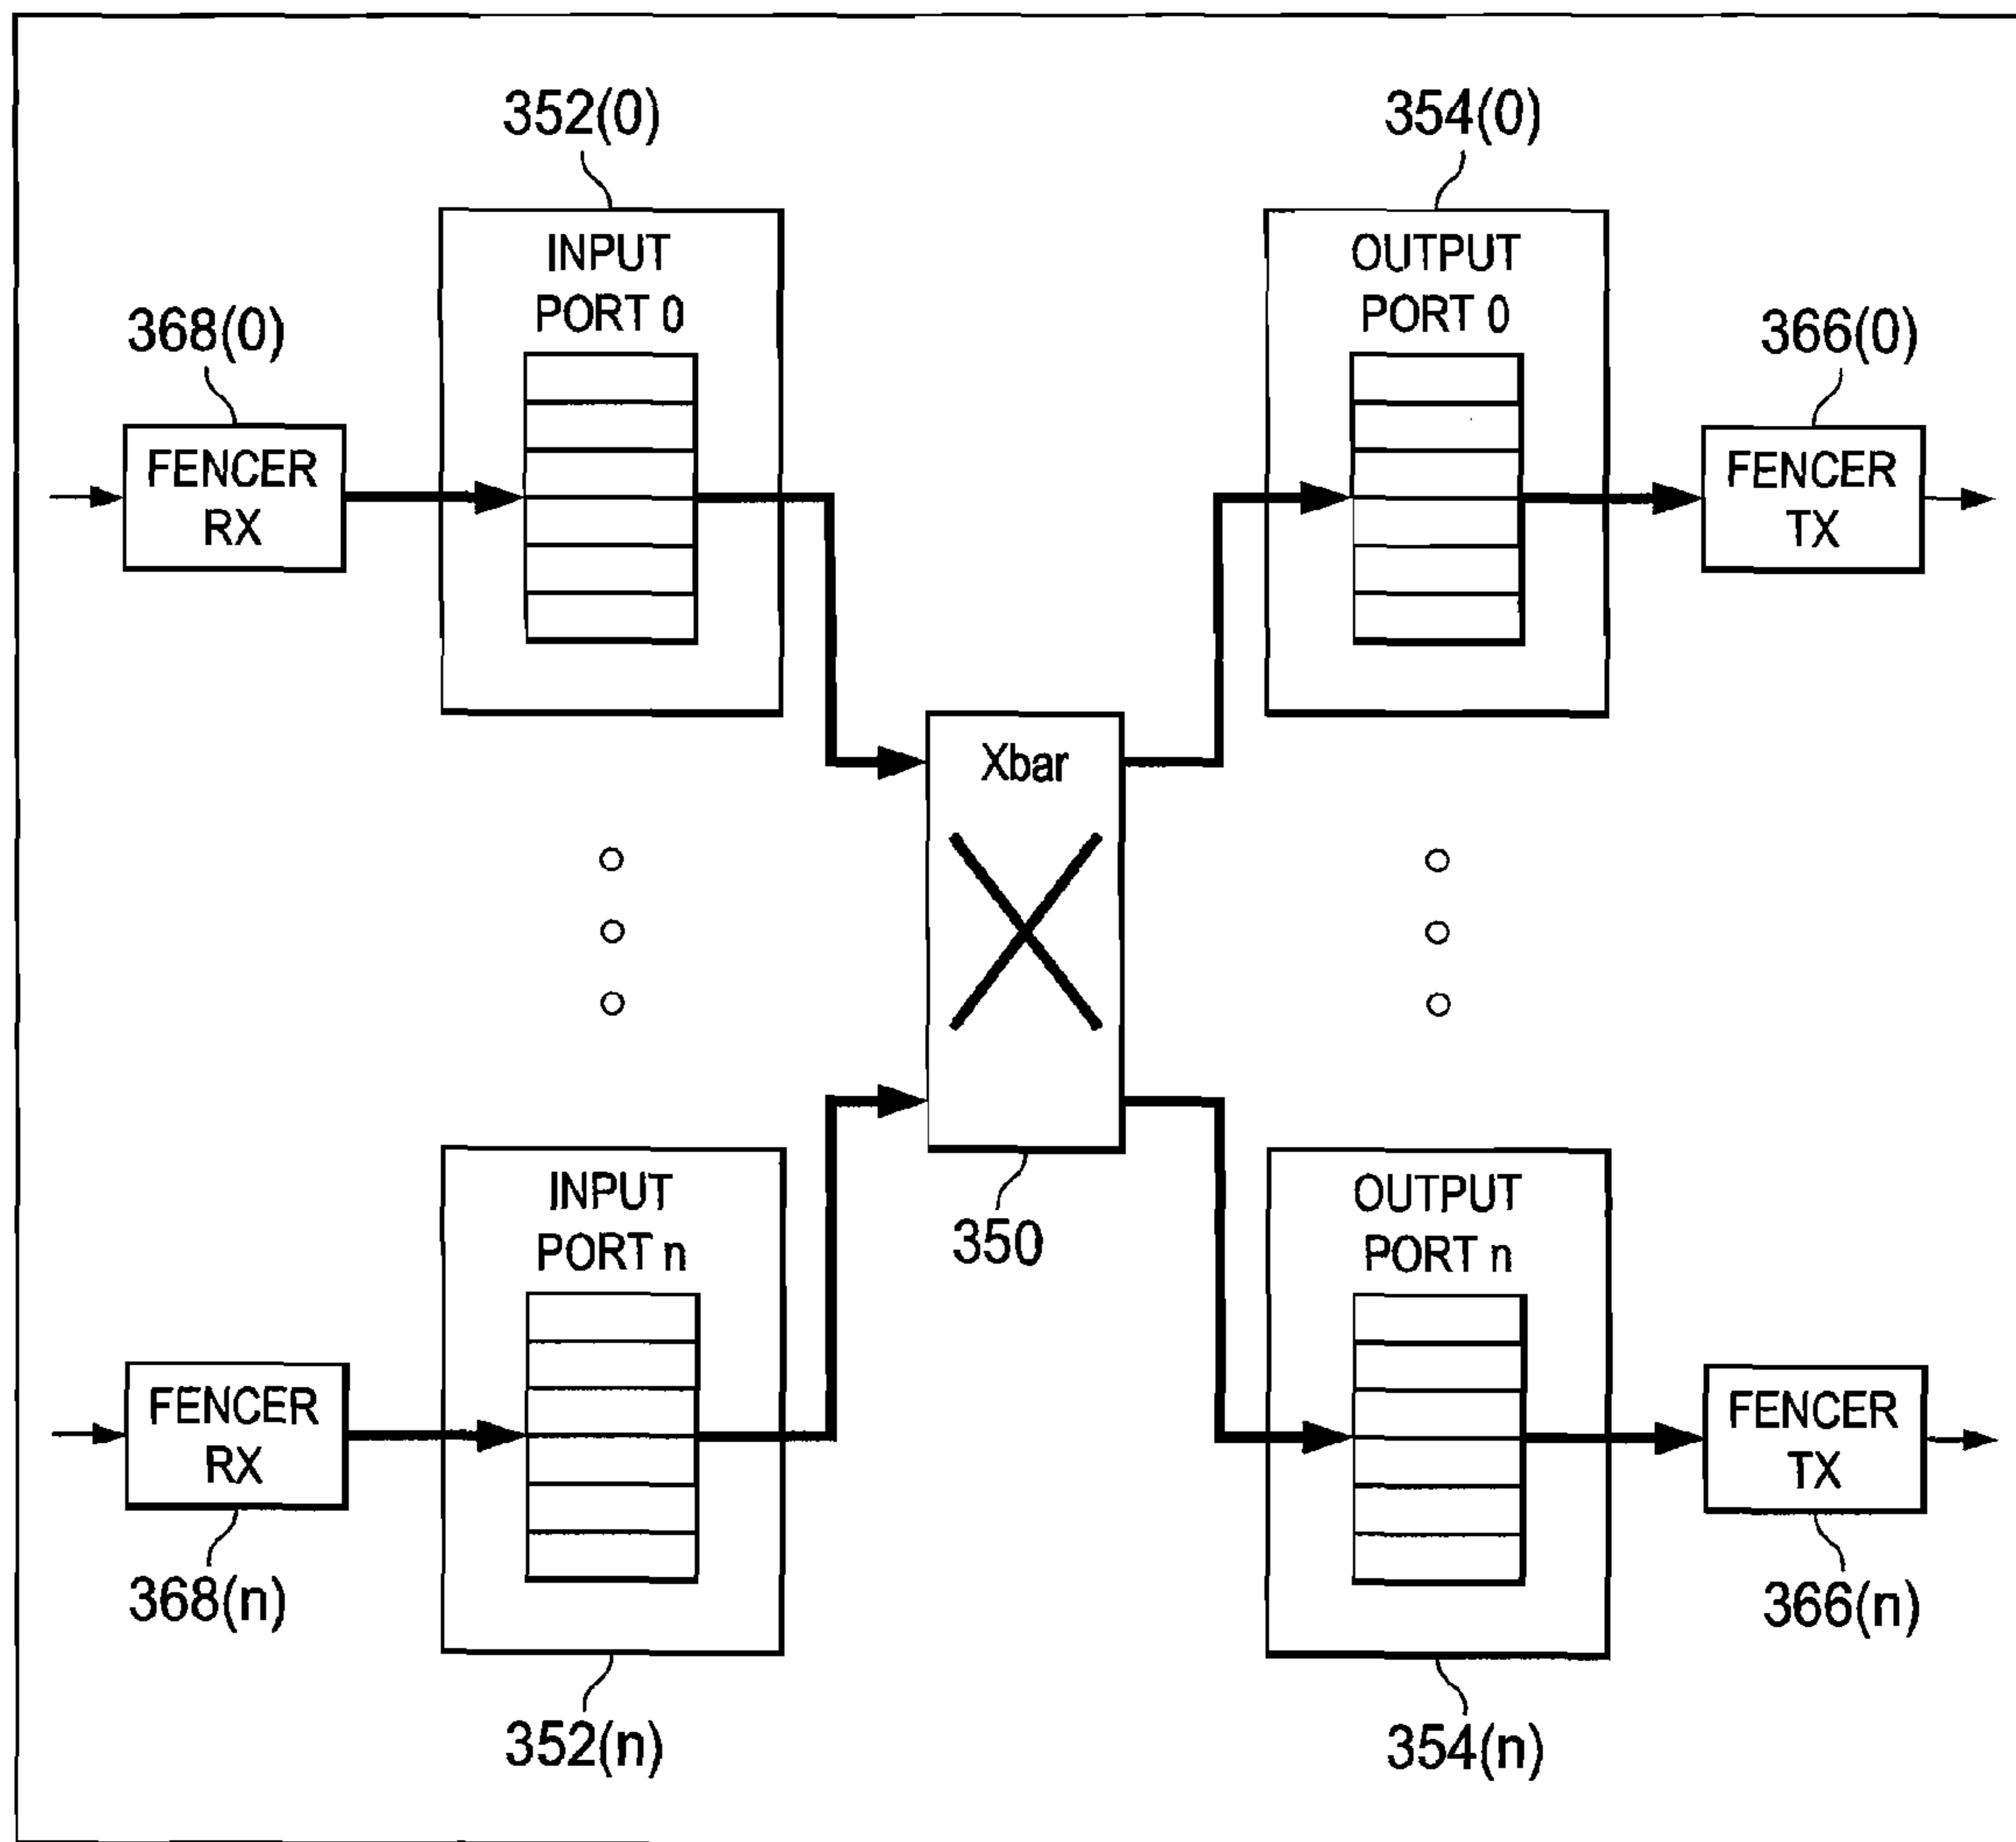 352(0)
354(0)
INPUT
PORT 0
OUTPUT
PORT 0
368(0)
366(0)
FENCER
RX
FENCER
TX
Xbar
350
INPUT
PORT n
OUTPUT
PORT n
FENCER
RX
FENCER
TX
368(n)
366(n)
352(n)
354(n)